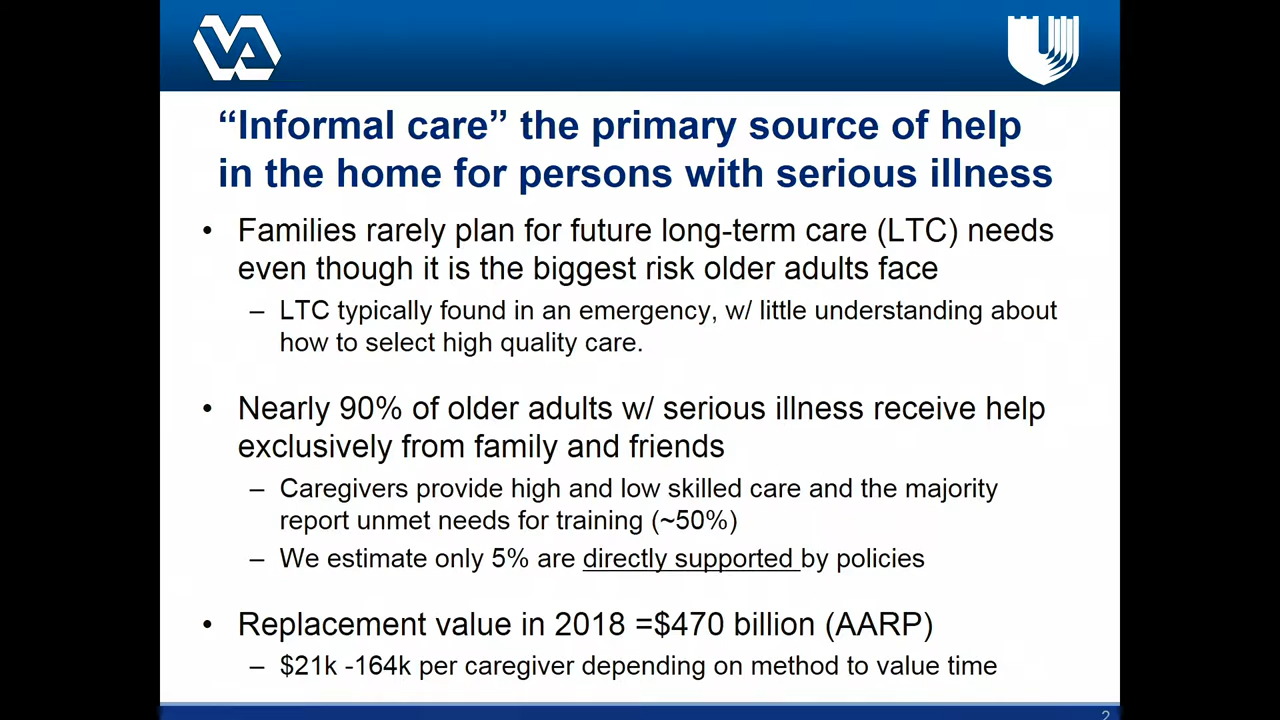 VA
“Informal care” the primary source of help
in the home for persons with serious illness
• Families rarely plan for future long-term care (LTC) needs
even though it is the biggest risk older adults face
– LTC typically found in an emergency, w/ little understanding about
how to select high quality care.
• Nearly 90% of older adults w/ serious illness receive help
exclusively from family and friends
– Caregivers provide high and low skilled care and the majority
report unmet needs for training (~50%)
– We estimate only 5% are directly supported by policies
• Replacement value in 2018 =$470 billion (AARP)
– $21k -164k per caregiver depending on method to value time
2